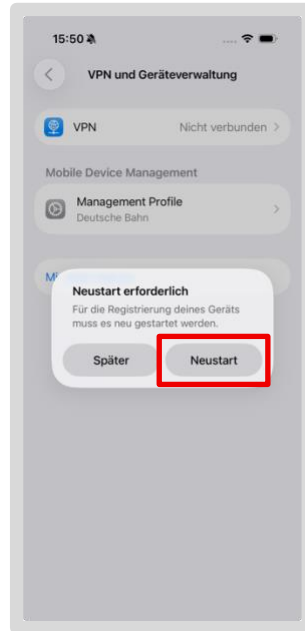 15:50
VPN und Geräteverwaltung
VPN
Nicht verbunden
Mobile Device Management
Management Profile
Deutsche Bahn
Neustart erforderlich
Für die Registrierung deines Geräts
muss es neu gestartet werden.
Später
Neustart